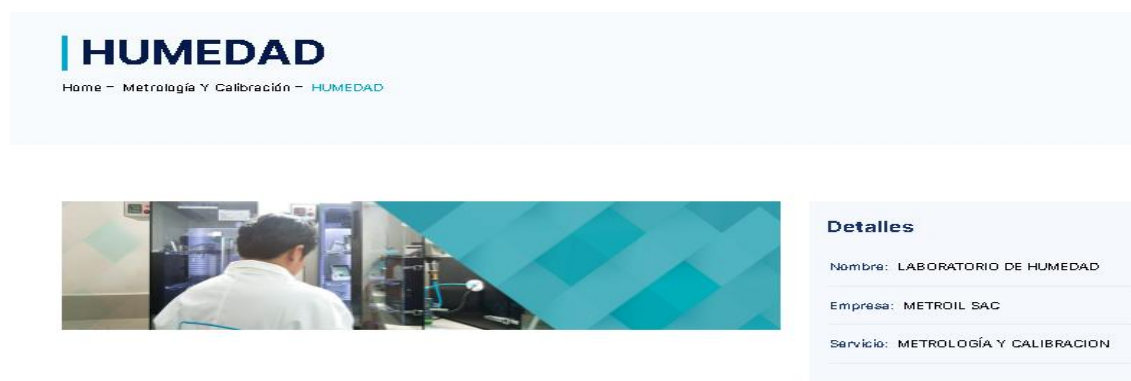 HUMEDAD
Home - Metrología Y Calibración - HUMEDAD
Detalles
Nombre: LABORATORIO DE HUMEDAD
Empresa: METROIL SAC
Servicio: METROLOGÍA Y CALIBRACION